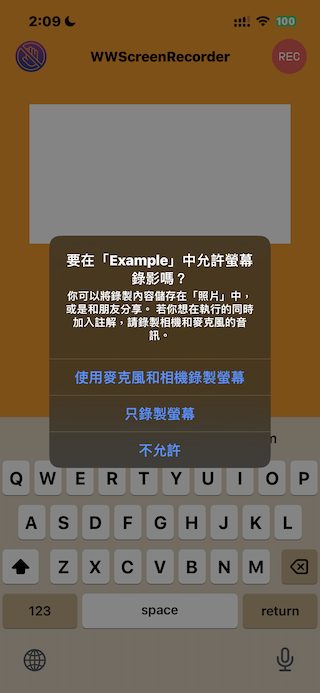 2:09
100
WWScreenRecorder
REC
要在「Example」中允許螢幕
錄影嗎?
你可以將錄製內容儲存在「照片」中,
或是和朋友分享。若你想在執行的同時
加入註解,請錄製相機和麥克風的音
訊。
使用麥克風和相機錄製螢幕
只錄製螢幕
不允許
Q W E R T Y U I O P
A S D F G H J K L
Z X C V B N M
123 space return